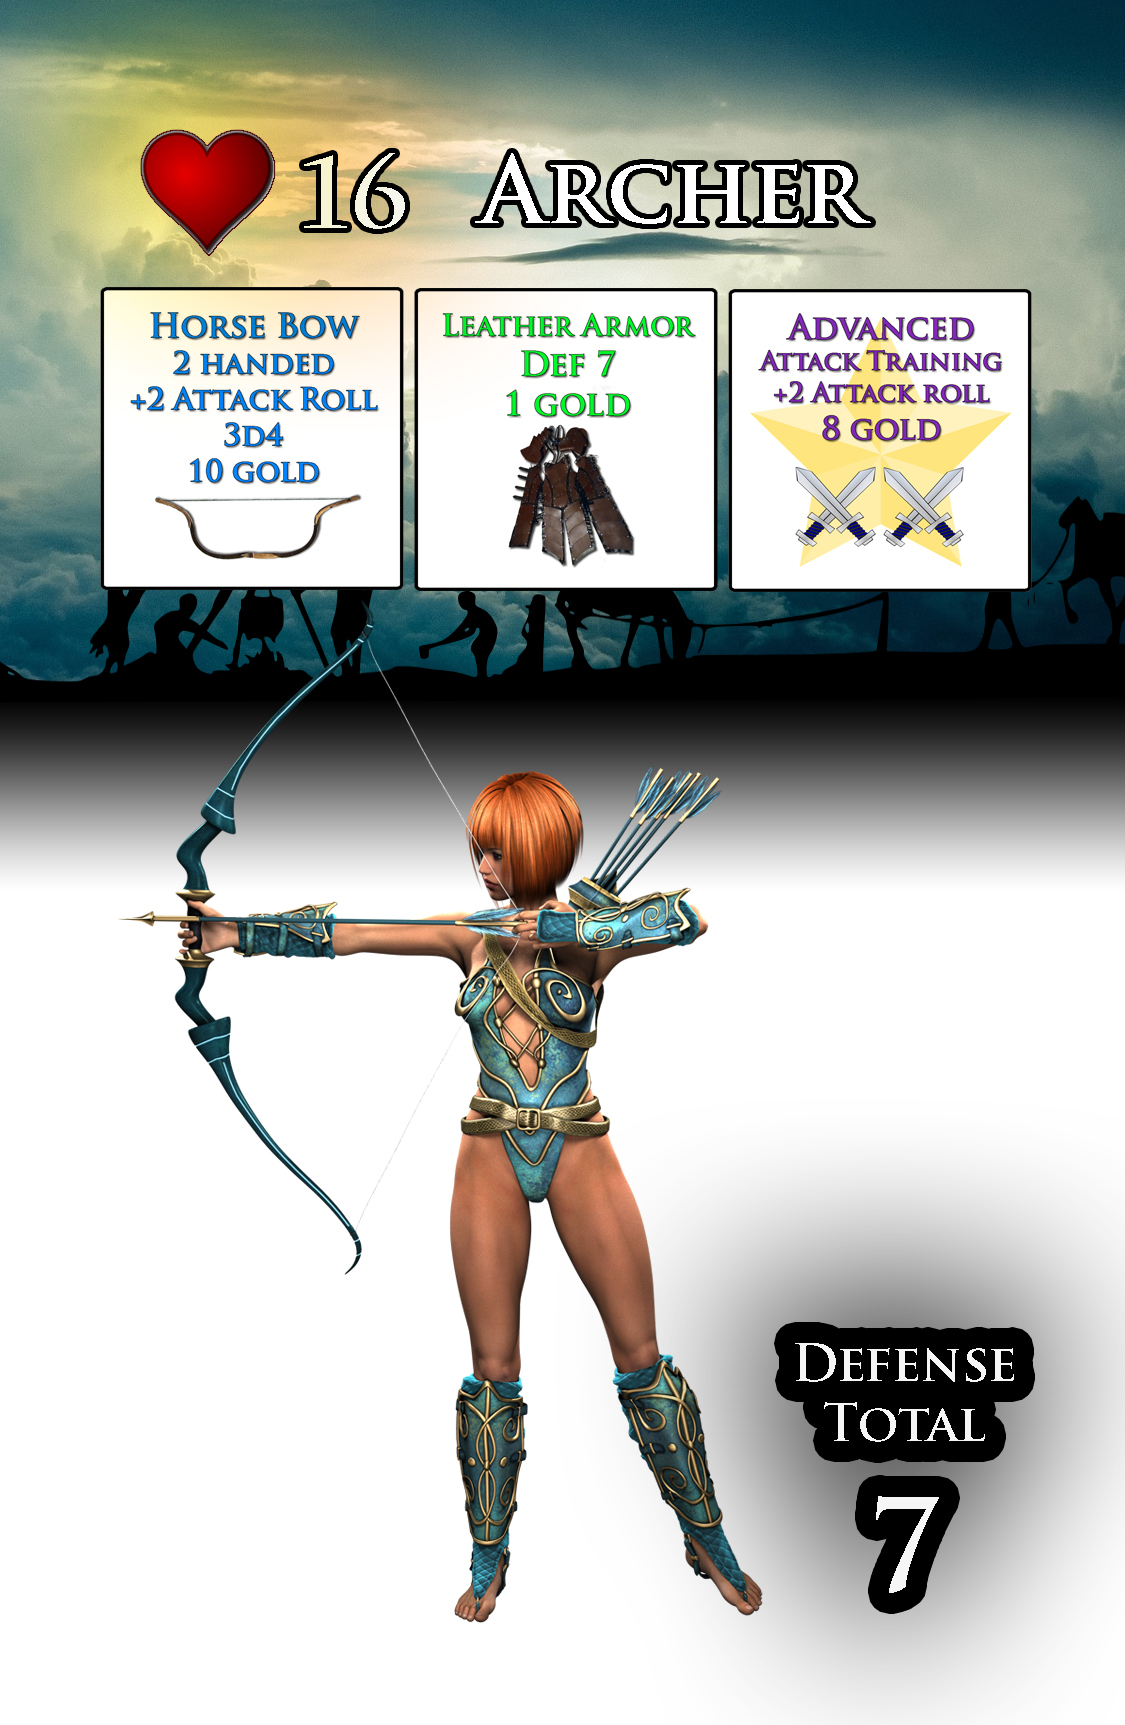 16 Archer
Horse Bow
2 handed
+2 Attack Roll
3d4
10 gold
Leather Armor
Def 7
1 gold
Advanced
Attack Training
+2 Attack roll
8 gold
Defense
Total
7